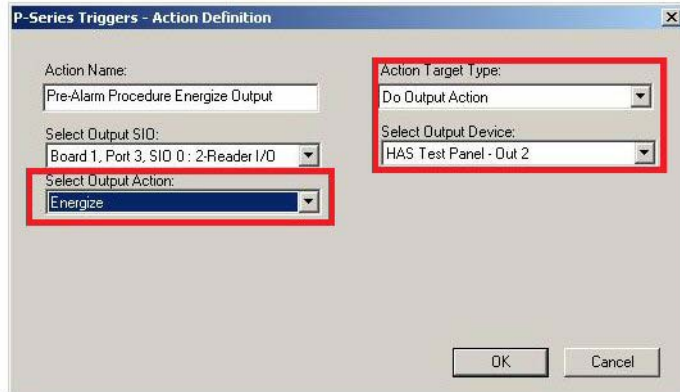 P-Series Triggers - Action Definition
Action Name:
Pre-Alarm Procedure Energize Output
Select Output SIO:
Board 1, Port 3, SIO 0 : 2-Reader I/O
Select Output Action:
Energize
Action Target Type:
Do Output Action
Select Output Device:
HAS Test Panel - Out 2
OK
Cancel